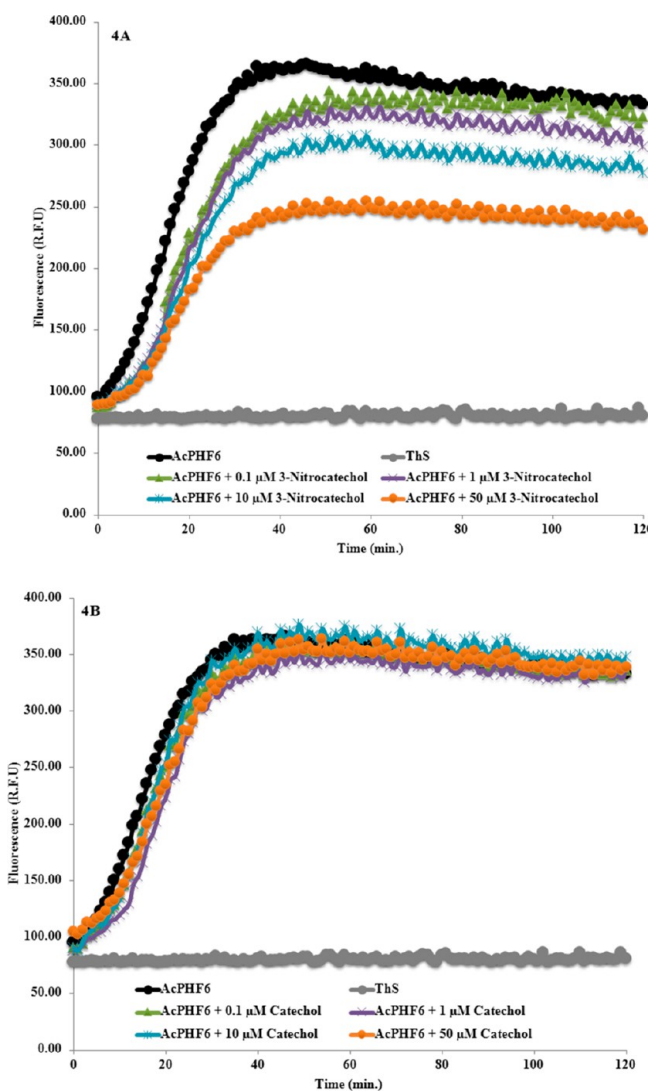 400.00
4A
350.00
300.00
250.00
200.00
150.00
100.00
50.00
0.00
Fluorescence (R.F.U)
AcPHF6 ThS
AcPHF6 + 0.1 µM 3-Nitrocatechol AcPHF6 + 1 µM 3-Nitrocatechol
AcPHF6 + 10 µM 3-Nitrocatechol AcPHF6 + 50 µM 3-Nitrocatechol
0 20 40 60 80 100 120
Time (min.)
400.00
4B
350.00
300.00
250.00
200.00
150.00
100.00
50.00
0.00
Fluorescence (R.F.U)
AcPHF6 ThS
AcPHF6 + 0.1 µM Catechol AcPHF6 + 1 µM Catechol
AcPHF6 + 10 µM Catechol AcPHF6 + 50 µM Catechol
0 20 40 60 80 100 120
Time (min.)